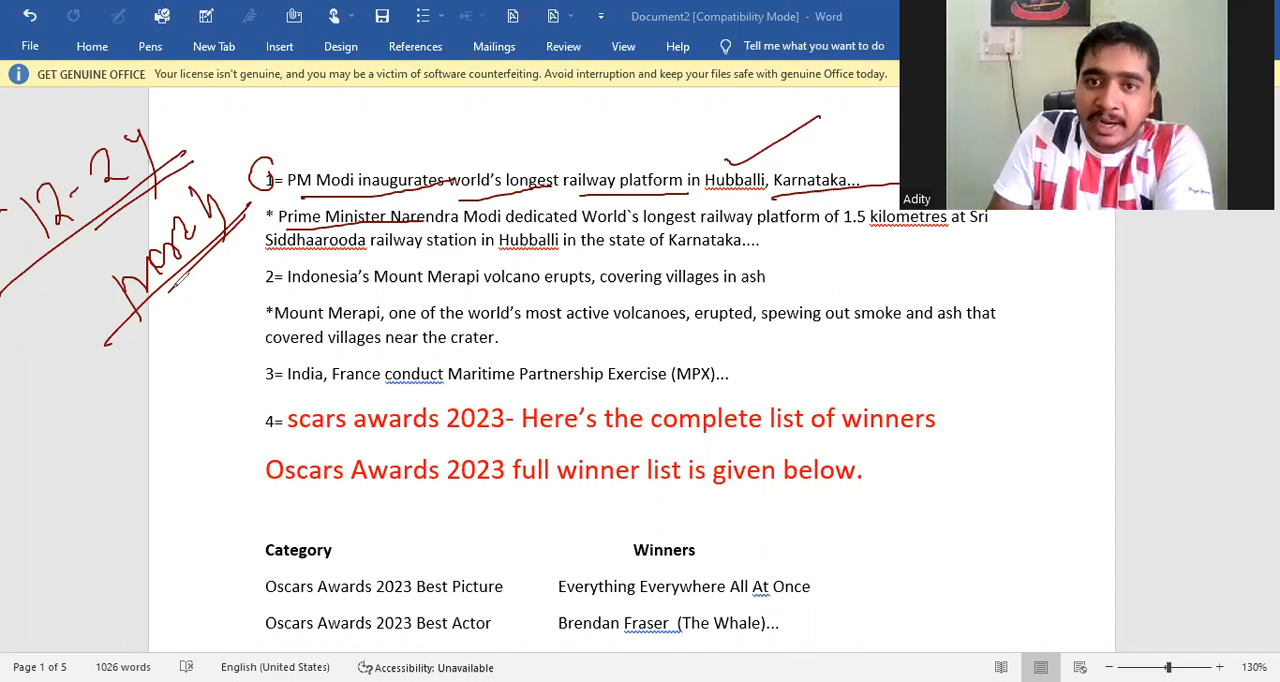 Document2 [Compatibility Mode] - Word
File Home Pens New Tab Insert Design References Mailings Review View Help Tell me what you want to do
GET GENUINE OFFICE Your license isn't genuine, and you may be a victim of software counterfeiting. Avoid interruption and keep your files safe with genuine Office today.
12-24
1= PM Modi inaugurates world's longest railway platform in Hubballi, Karnataka...
Adity
* Prime Minister Narendra Modi dedicated World`s longest railway platform of 1.5 kilometres at Sri
Siddhaarooda railway station in Hubballi in the state of Karnataka....
2= Indonesia's Mount Merapi volcano erupts, covering villages in ash
*Mount Merapi, one of the world's most active volcanoes, erupted, spewing out smoke and ash that
covered villages near the crater.
3= India, France conduct Maritime Partnership Exercise (MPX)...
4= scars awards 2023- Here's the complete list of winners
Oscars Awards 2023 full winner list is given below.
Category Winners
Oscars Awards 2023 Best Picture Everything Everywhere All At Once
Oscars Awards 2023 Best Actor Brendan Fraser (The Whale)...
Page 1 of 5 1026 words English (United States) Accessibility: Unavailable 130%